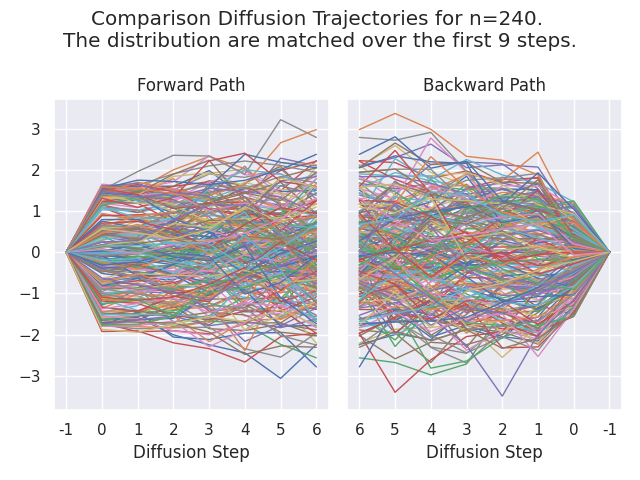 Comparison Diffusion Trajectories for n=240.
The distribution are matched over the first 9 steps.
Forward Path
Backward Path
3
2
1
0
−1
−2
−3
-1 0 1 2 3 4 5 6
6 5 4 3 2 1 0 -1
Diffusion Step
Diffusion Step